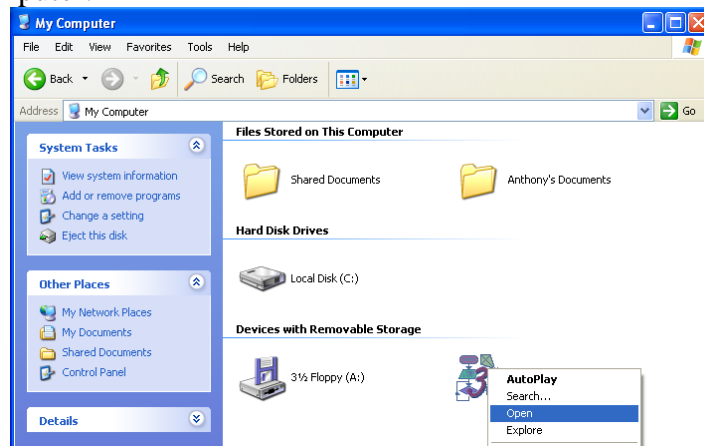 My Computer
File Edit View Favorites Tools Help
Back Search Folders
Address My Computer Go
System Tasks
View system information
Add or remove programs
Change a setting
Eject this disk
Other Places
My Network Places
My Documents
Shared Documents
Control Panel
Details
Files Stored on This Computer
Shared Documents Anthony's Documents
Hard Disk Drives
Local Disk (C:)
Devices with Removable Storage
3½ Floppy (A:)
3
AutoPlay
Search...
Open
Explore